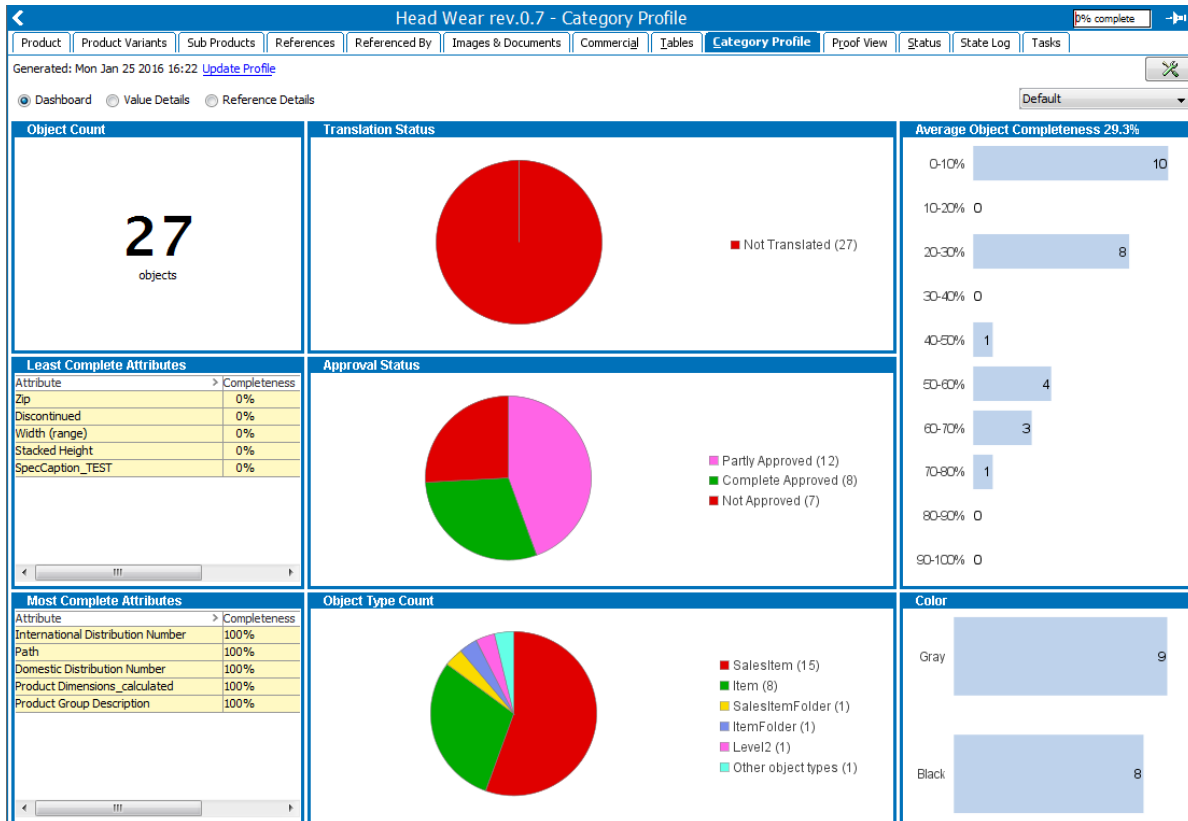 Head Wear rev.0.7 - Category Profile
0% complete
Product
Product Variants
Sub Products
References
Referenced By
Images & Documents
Commercial
Tables
Category Profile
Proof View
Status
State Log
Tasks
Generated: Mon Jan 25 2016 16:22 Update Profile
Dashboard
Value Details
Reference Details
Default
Object Count
27
objects
Translation Status
Not Translated (27)
Average Object Completeness 29.3%
0-10% 10
10-20% 0
20-30% 8
30-40% 0
40-50% 1
50-60% 4
60-70% 3
70-80% 1
80-90% 0
90-100% 0
Least Complete Attributes
Attribute > Completeness
Zip 0%
Discontinued 0%
Width (range) 0%
Stacked Height 0%
SpecCaption_TEST 0%
Approval Status
Partly Approved (12)
Complete Approved (8)
Not Approved (7)
Most Complete Attributes
Attribute > Completeness
International Distribution Number 100%
Path 100%
Domestic Distribution Number 100%
Product Dimensions_calculated 100%
Product Group Description 100%
Object Type Count
SalesItem (15)
Item (8)
SalesItemFolder (1)
ItemFolder (1)
Level2 (1)
Other object types (1)
Color
Gray 9
Black 8